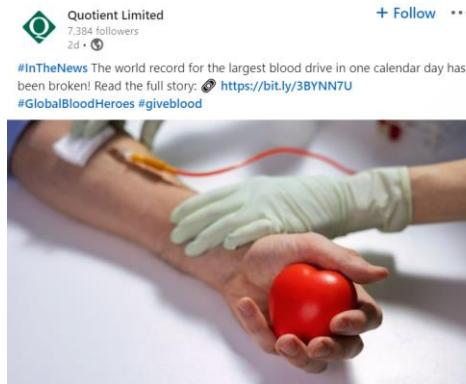 Quotient Limited
+ Follow
7,384 followers
2d
#InTheNews The world record for the largest blood drive in one calendar day has
been broken! Read the full story: 🔗 https://bit.ly/3BYNN7U
#GlobalBloodHeroes #giveblood